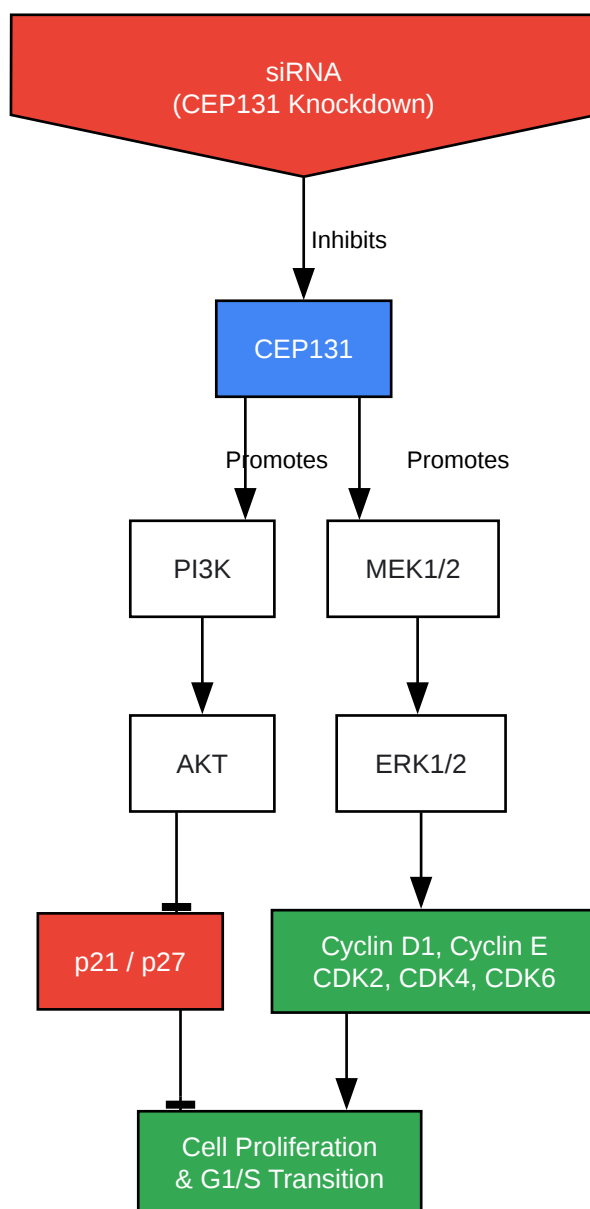 siRNA
(CEP131 Knockdown)
Inhibits
CEP131
Promotes
Promotes
PI3K
MEK1/2
AKT
ERK1/2
p21 / p27
Cyclin D1, Cyclin E
CDK2, CDK4, CDK6
Cell Proliferation
& G1/S Transition